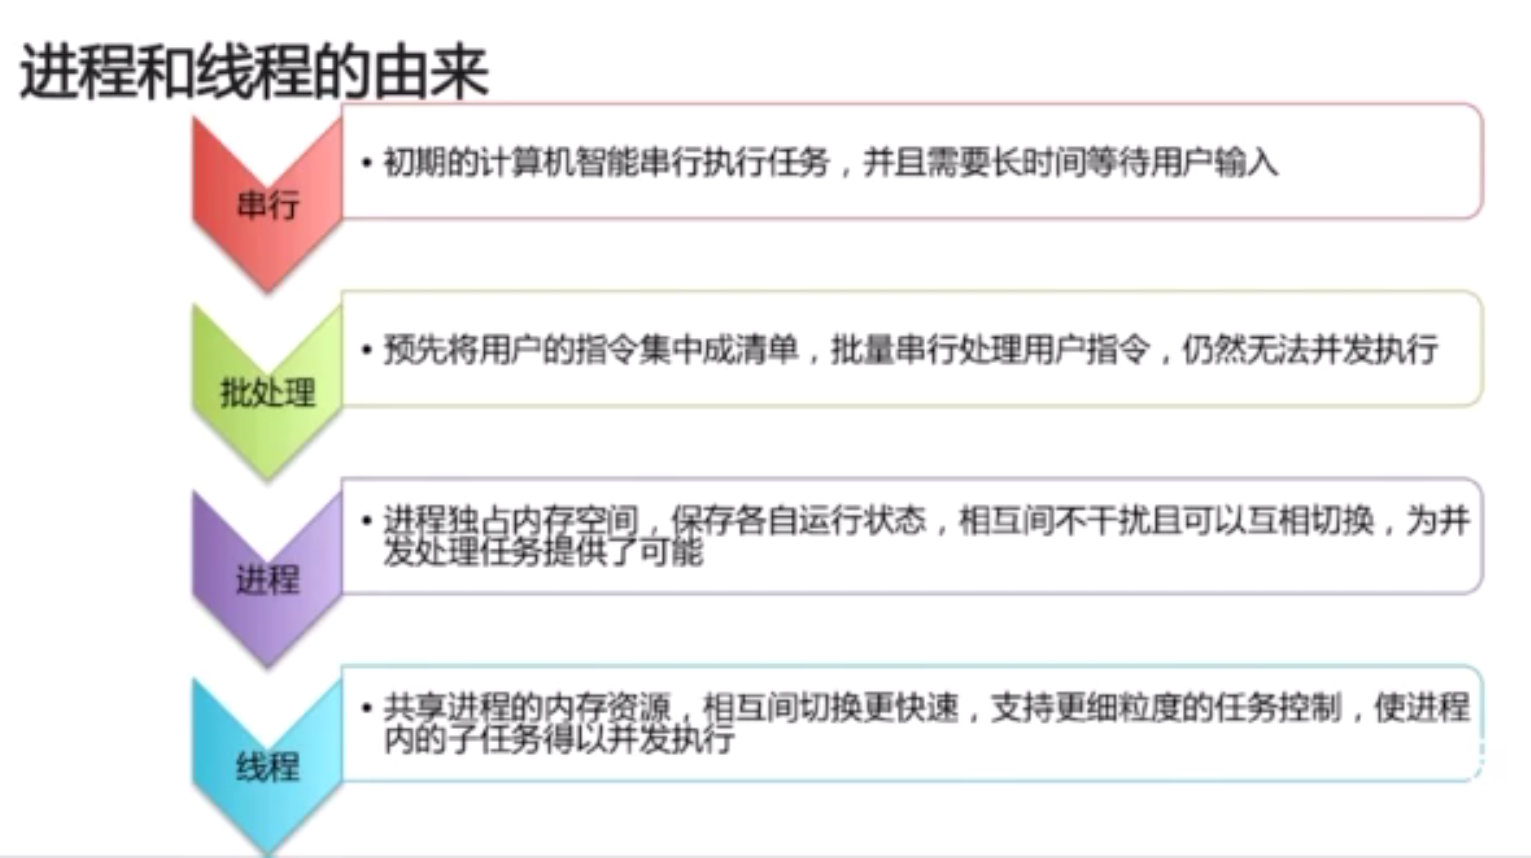 进程和线程的由来
串行
• 初期的计算机智能串行执行任务，并且需要长时间等待用户输入
批处理
• 预先将用户的指令集中成清单，批量串行处理用户指令，仍然无法并发执行
进程
• 进程独占内存空间，保存各自运行状态，相互间不干扰且可以互相切换，为并
发处理任务提供了可能
线程
• 共享进程的内存资源，相互间切换更快速，支持更细粒度的任务控制，使进程
内的子任务得以并发执行